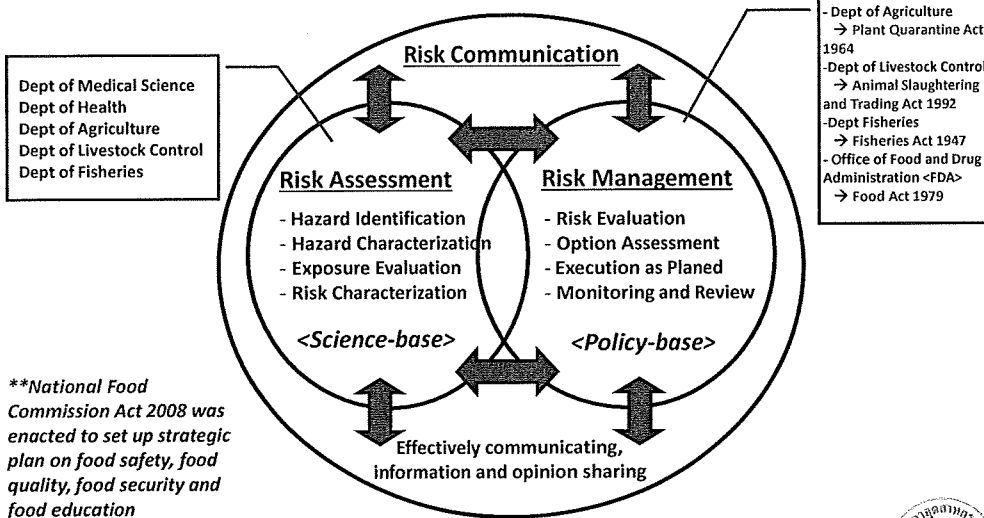 Risk Communication
Dept of Medical Science
Dept of Health
Dept of Agriculture
Dept of Livestock Control
Dept of Fisheries
- Dept of Agriculture
→ Plant Quarantine Act
1964
-Dept of Livestock Control
→ Animal Slaughtering
and Trading Act 1992
-Dept Fisheries
→ Fisheries Act 1947
- Office of Food and Drug
Administration <FDA>
→ Food Act 1979
Risk Assessment
- Hazard Identification
- Hazard Characterization
- Exposure Evaluation
- Risk Characterization
<Science-base>
Risk Management
- Risk Evaluation
- Option Assessment
- Execution as Planed
- Monitoring and Review
<Policy-base>
Effectively communicating,
information and opinion sharing
**National Food
Commission Act 2008 was
enacted to set up strategic
plan on food safety, food
quality, food security and
food education